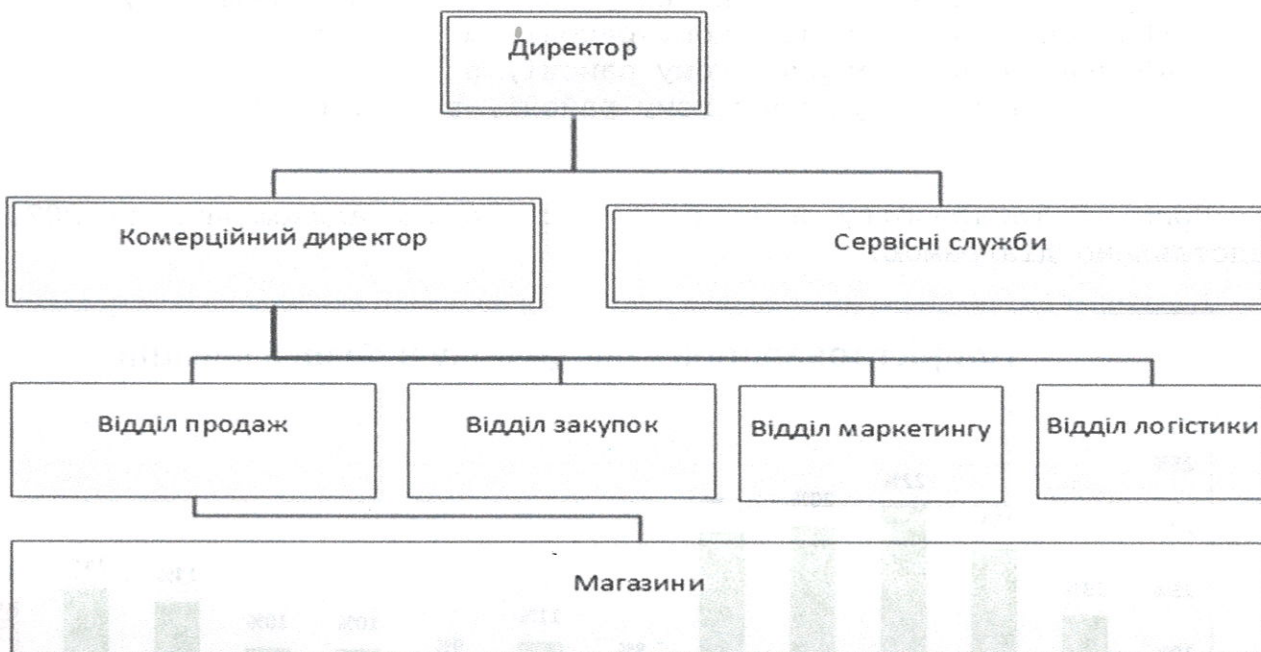 Директор
Комерційний директор
Сервісні служби
Відділ продаж
Відділ закупок
Відділ маркетингу
Відділ логістики
Магазини